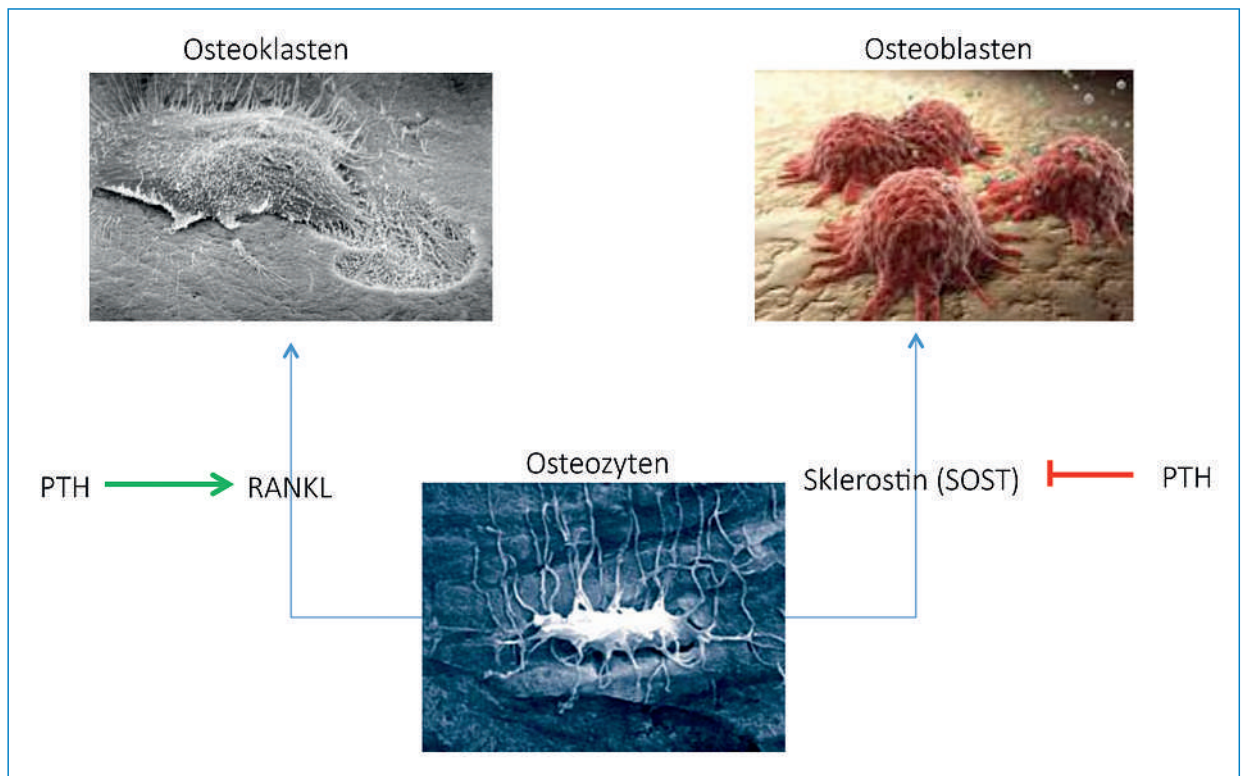 Osteoklasten
Osteoblasten
Osteozyten
PTH
RANKL
Sklerostin (SOST)
PTH